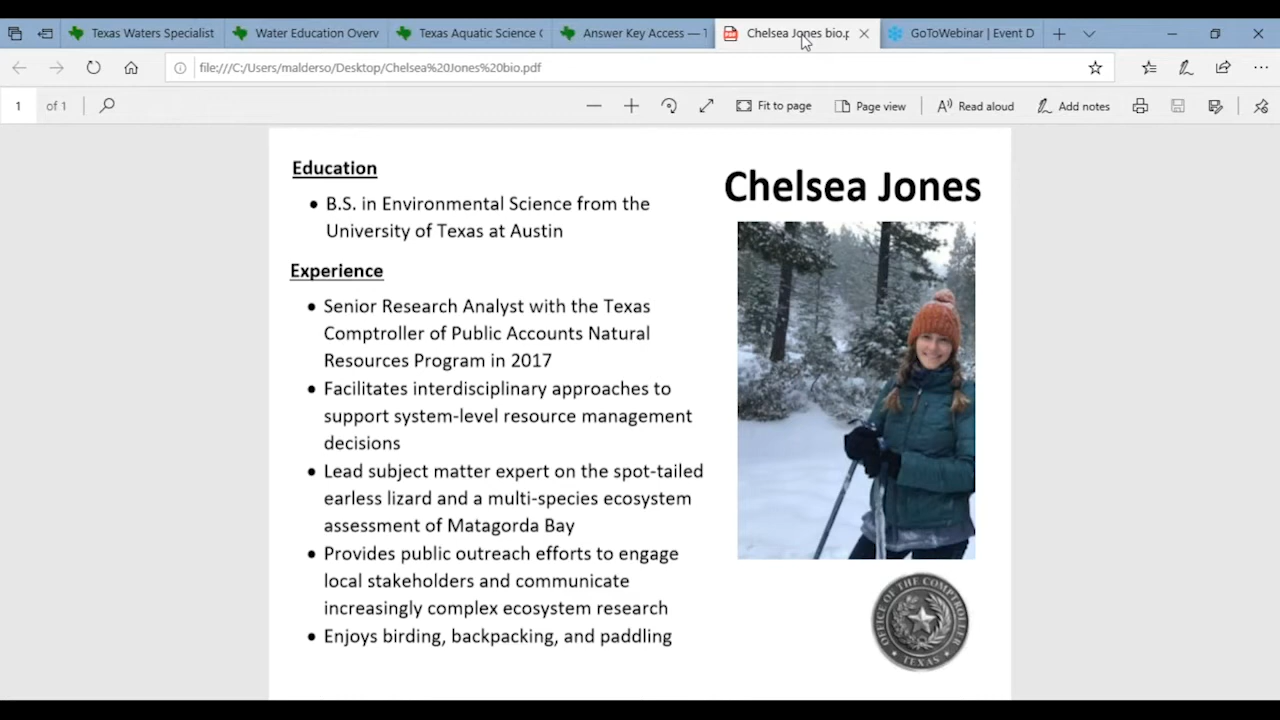 Texas Waters Specialist
Water Education Overv
Texas Aquatic Science (
Answer Key Access — T
Chelsea Jones bio.p
GoToWebinar | Event D
file:///C:/Users/malderso/Desktop/Chelsea%20Jones%20bio.pdf
1 of 1
Fit to page
Page view
Read aloud
Add notes
Education
• B.S. in Environmental Science from the
University of Texas at Austin
Experience
• Senior Research Analyst with the Texas
Comptroller of Public Accounts Natural
Resources Program in 2017
• Facilitates interdisciplinary approaches to
support system-level resource management
decisions
• Lead subject matter expert on the spot-tailed
earless lizard and a multi-species ecosystem
assessment of Matagorda Bay
• Provides public outreach efforts to engage
local stakeholders and communicate
increasingly complex ecosystem research
• Enjoys birding, backpacking, and paddling
Chelsea Jones
OFFICE OF THE COMPTROLLER
TEXAS